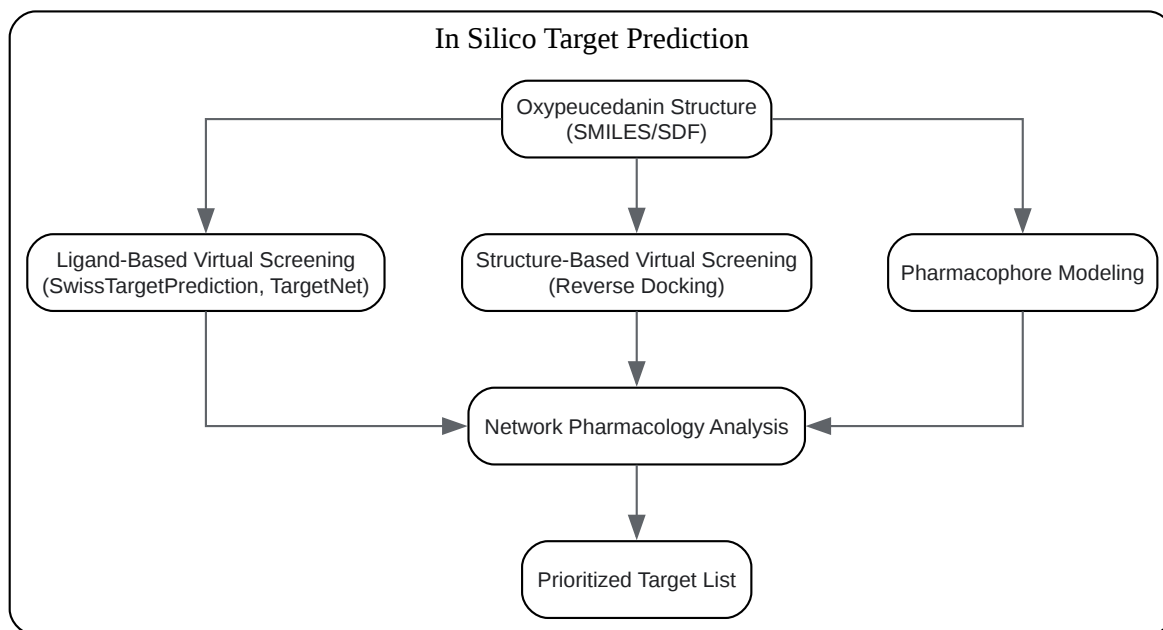 In Silico Target Prediction
Oxypeucedanin Structure
(SMILES/SDF)
Ligand-Based Virtual Screening
(SwissTargetPrediction, TargetNet)
Structure-Based Virtual Screening
(Reverse Docking)
Pharmacophore Modeling
Network Pharmacology Analysis
Prioritized Target List